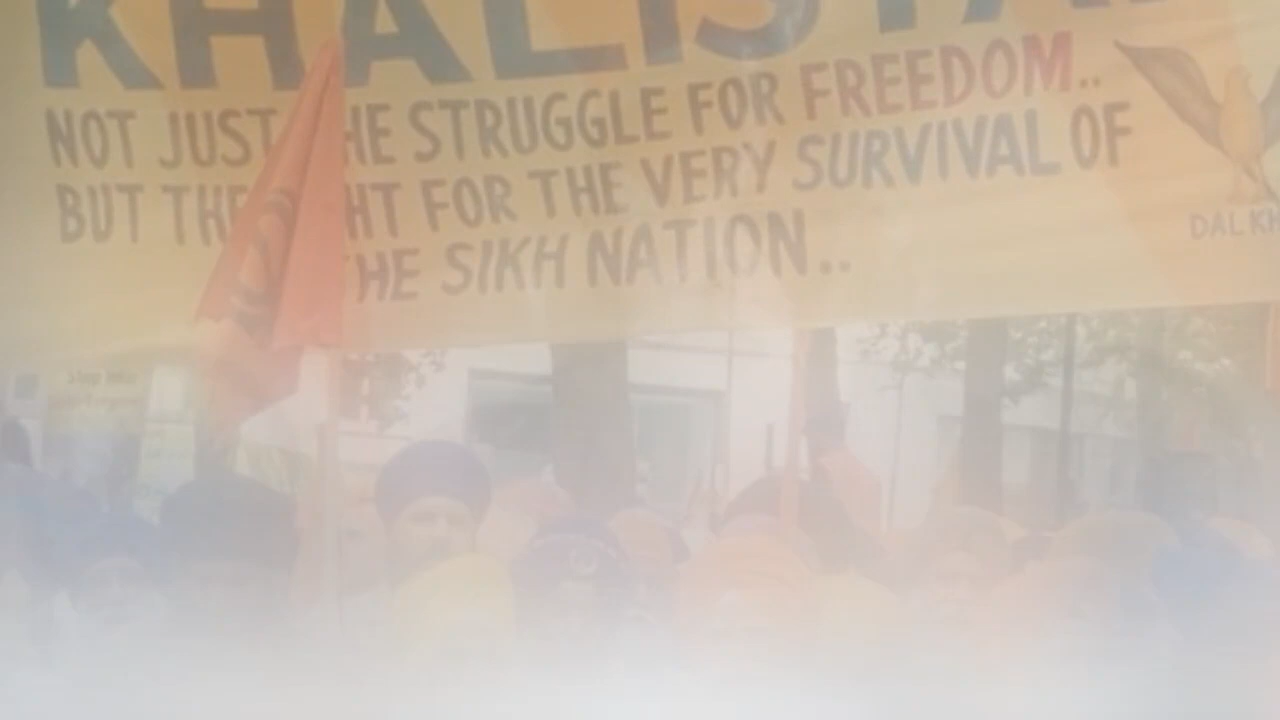 KHALISTA
NOT JUST HE STRUGGLE FOR FREEDOM..
BUT THE HT FOR THE VERY SURVIVAL OF
HE SIKH NATION..
DAL KH